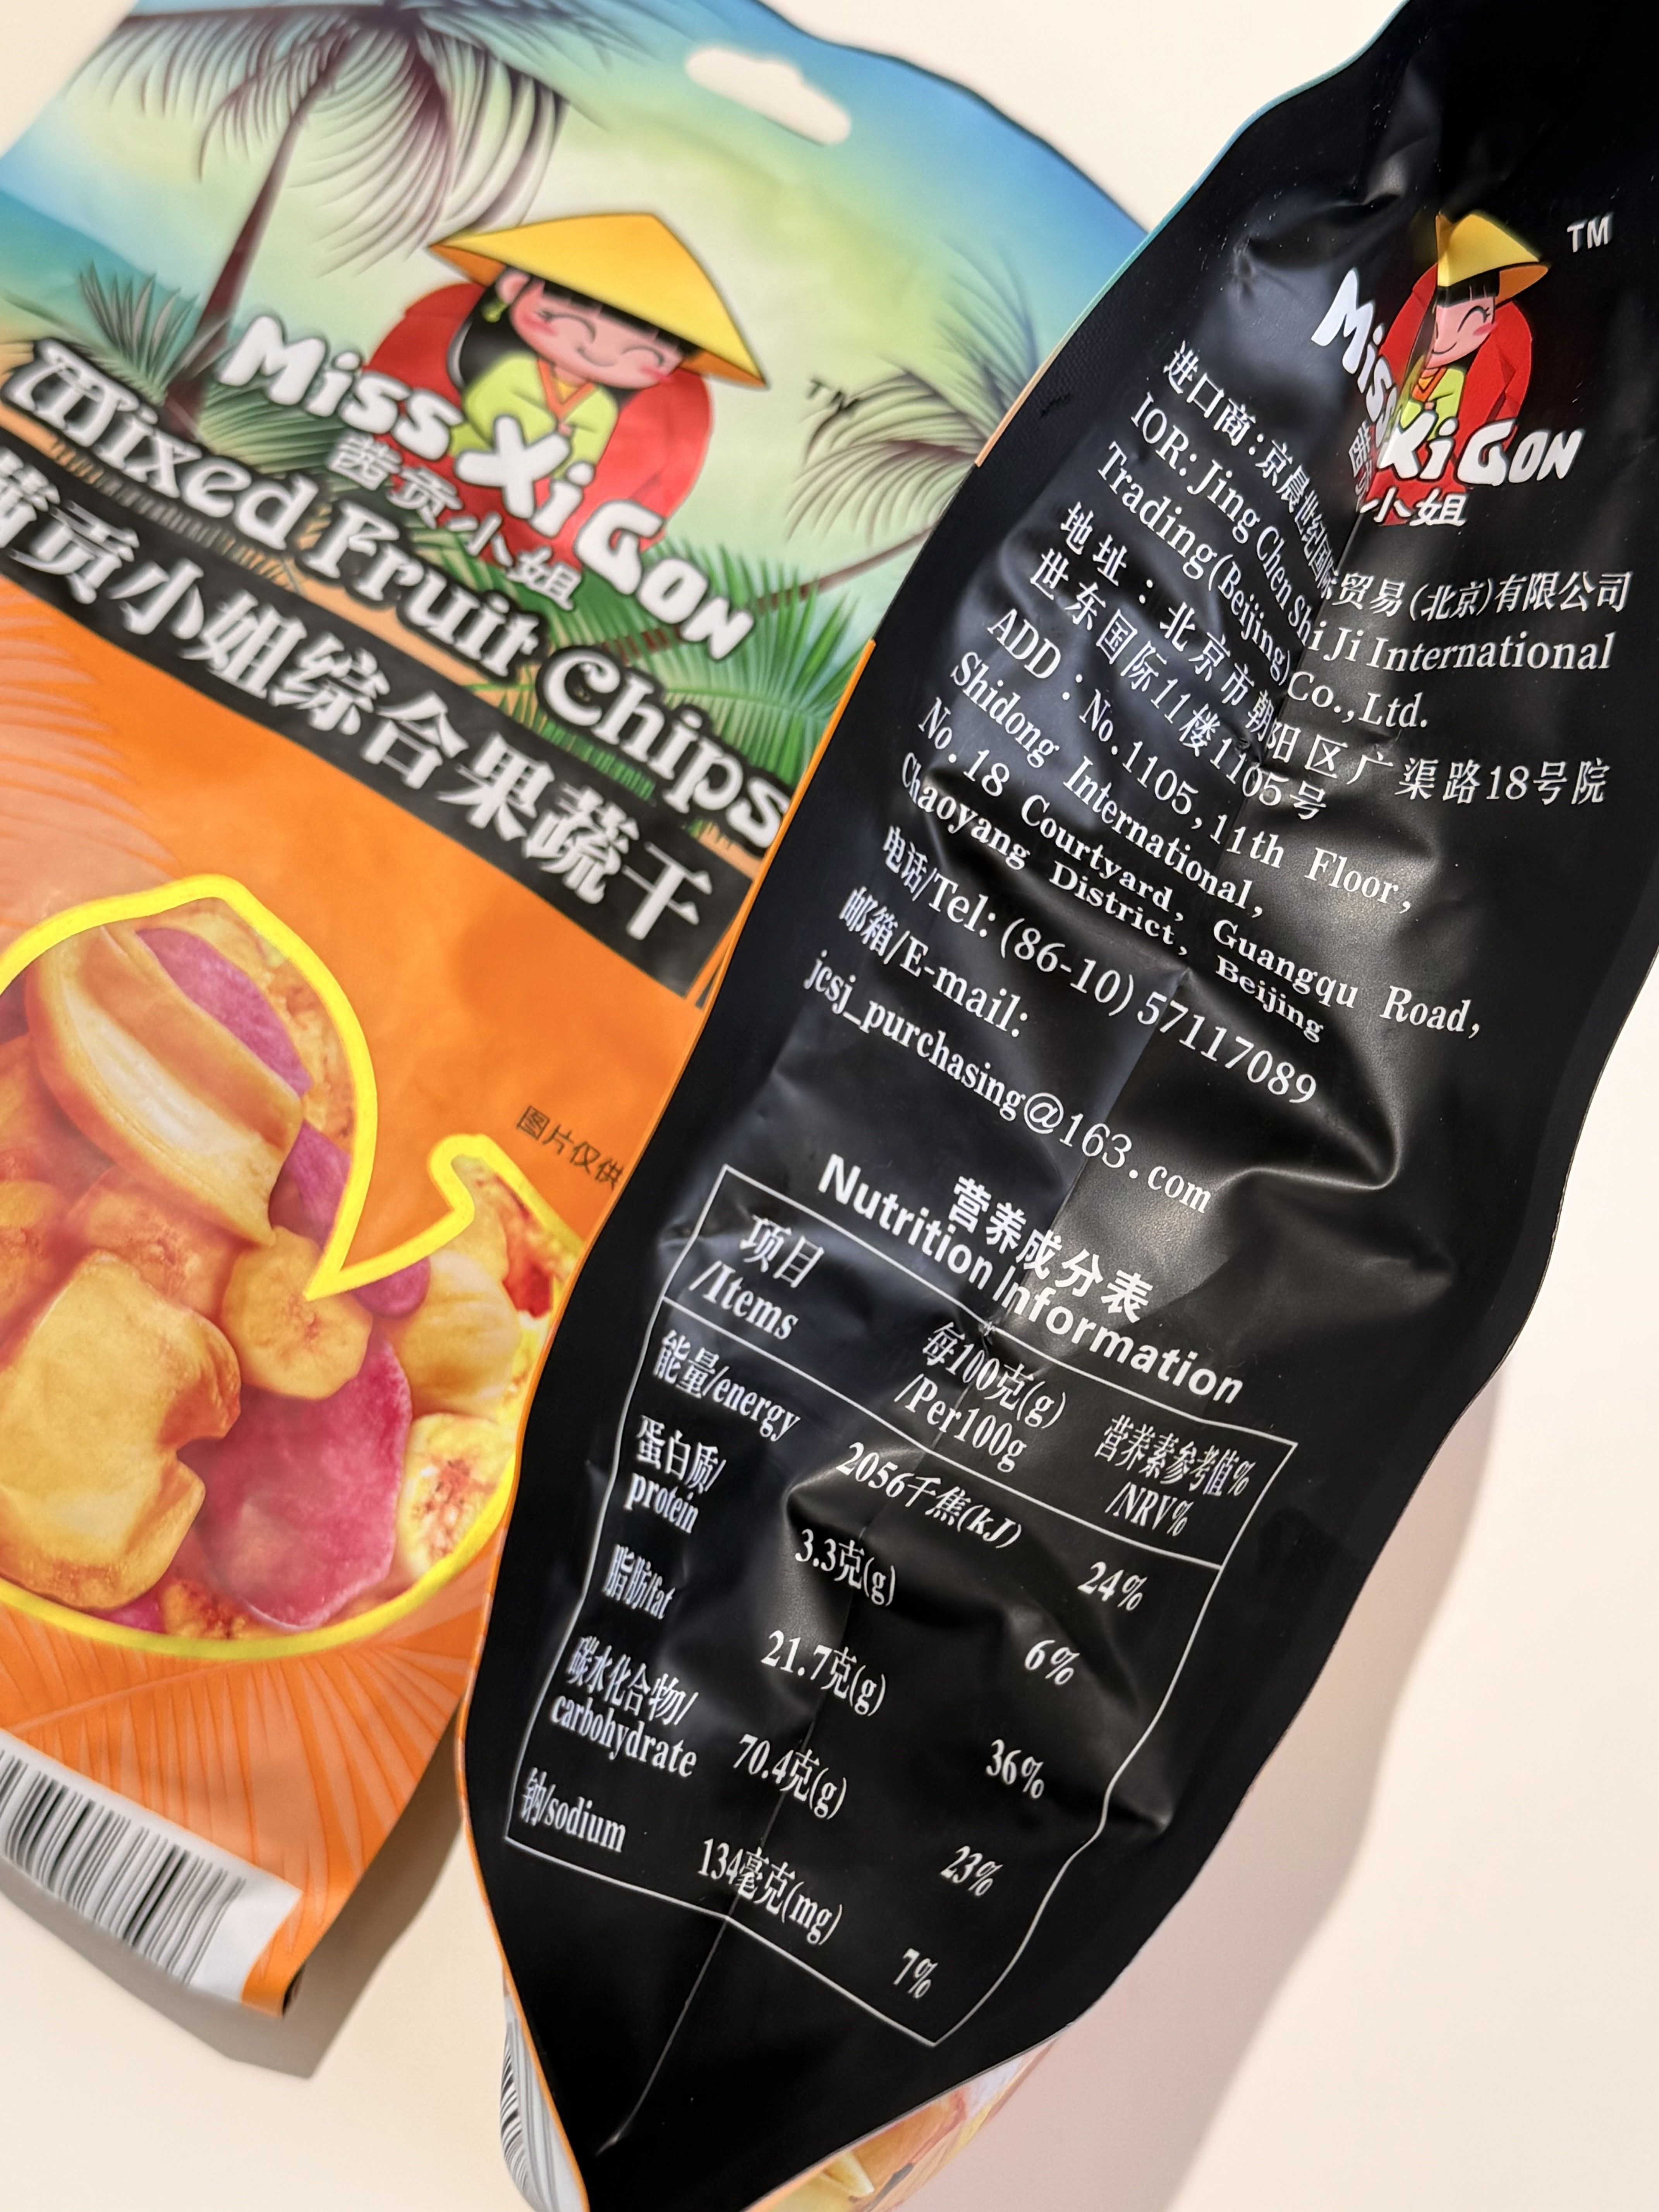 Miss Xi Gon
TM
茜贡小姐
Mixed Fruit Chips
茜贡小姐综合果蔬干
图片仅供
TM
Miss Xi Gon
小姐
进口商:京晨世纪国际贸易(北京)有限公司
IOR: Jing Chen Shi Ji International
Trading(Beijing)Co.,Ltd.
地址:北京市朝阳区广渠路18号院
世东国际11楼1105号
ADD:No.1105,11th Floor,
Shidong International,
No.18 Courtyard, Guangqu Road,
Chaoyang District, Beijing
电话/Tel: (86-10) 57117089
邮箱/E-mail:
jcsj_purchasing@163.com
营养成分表
Nutrition Information
项目 每100克(g) 营养素参考值%
/Items /Per100g /NRV%
能量/energy 2056千焦(kJ) 24%
蛋白质/
protein 3.3克(g) 6%
脂肪/fat 21.7克(g) 36%
碳水化合物/
carbohydrate 70.4克(g) 23%
钠/sodium 134毫克(mg) 7%